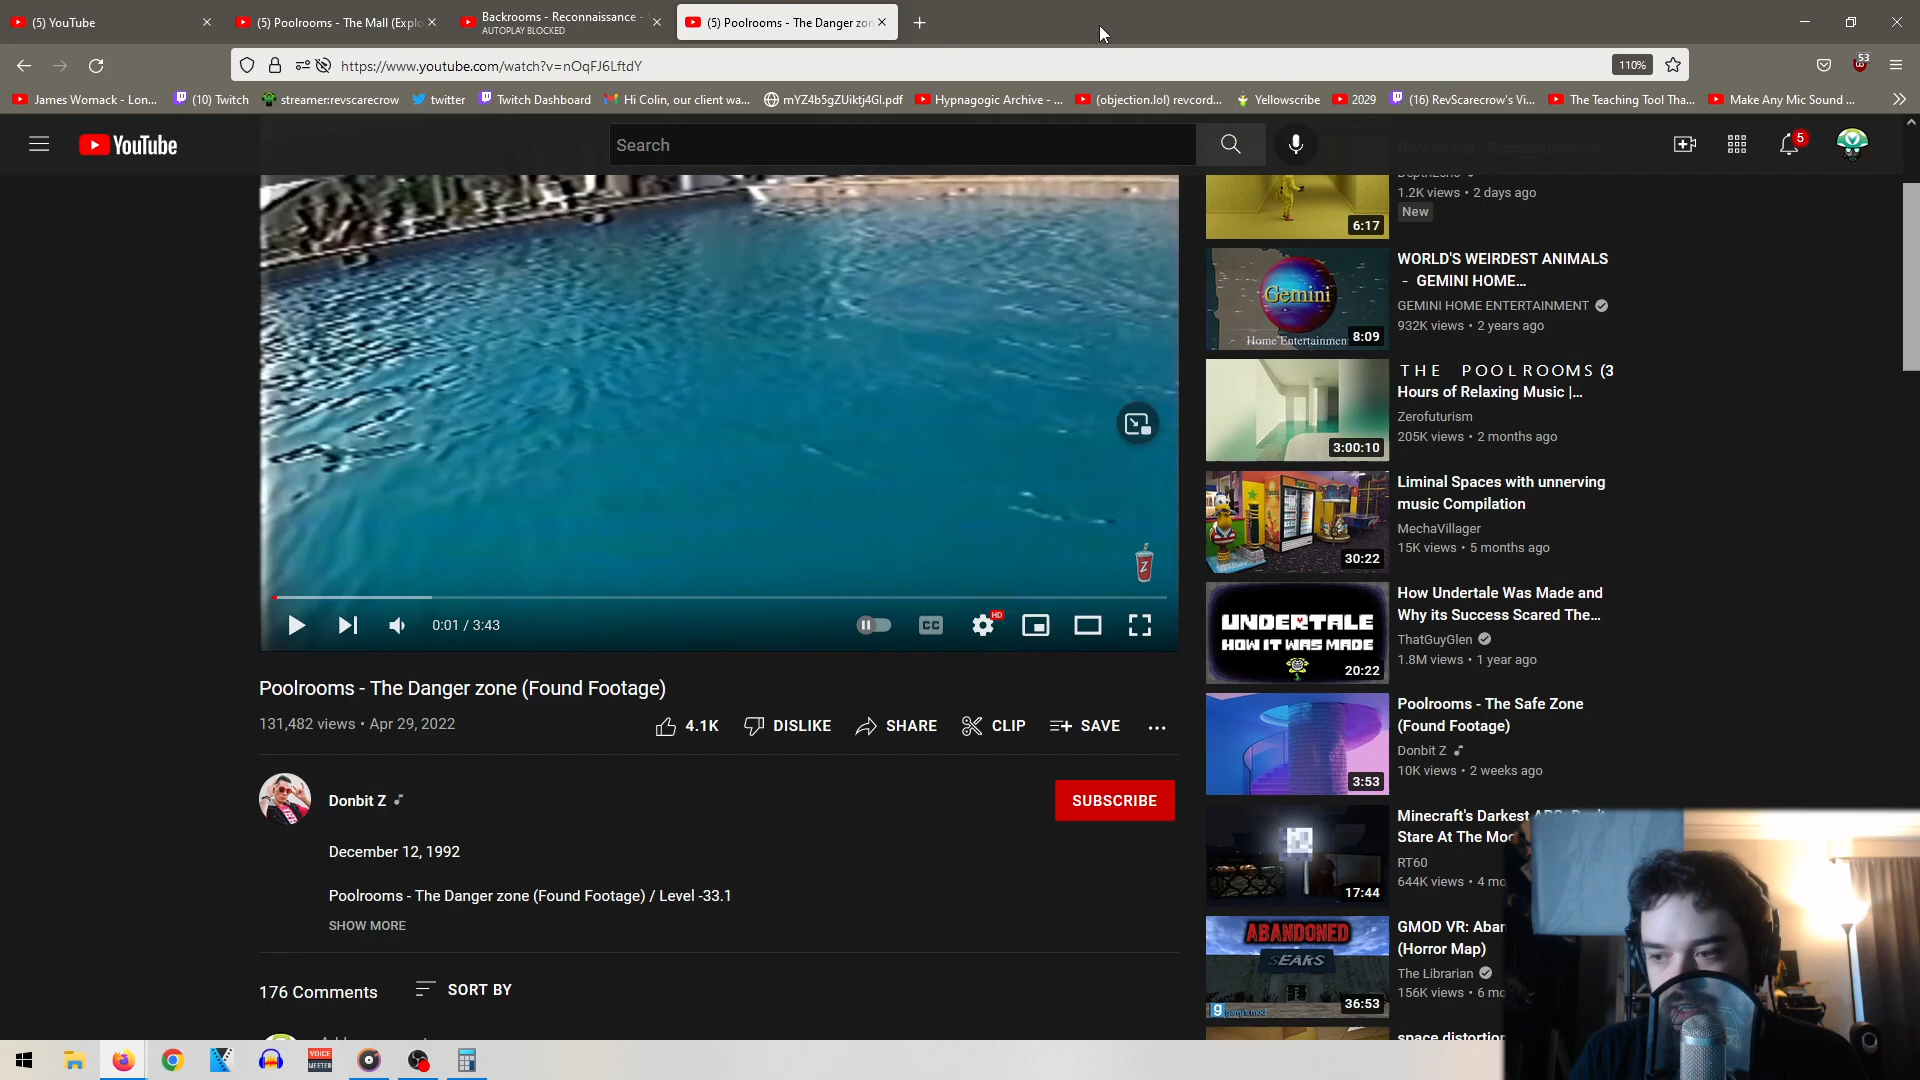 (5) YouTube
(5) Poolrooms - The Mall (Explo
Backrooms - Reconnaissance -
AUTOPLAY BLOCKED
(5) Poolrooms - The Danger zon
https://www.youtube.com/watch?v=nOqFJ6LftdY
110%
53
James Womack - Lon...
(10) Twitch
streamer:revscarecrow
twitter
Twitch Dashboard
Hi Colin, our client wa...
mYZ4b5gZUiktj4Gl.pdf
Hypnagogic Archive - ...
(objection.lol) revcord...
Yellowscribe
2029
(16) RevScarecrow's Vi...
The Teaching Tool Tha...
Make Any Mic Sound ...
YouTube
Search
5
1.2K views • 2 days ago
New
6:17
WORLD'S WEIRDEST ANIMALS
- GEMINI HOME...
GEMINI HOME ENTERTAINMENT
932K views • 2 years ago
Gemini
Home Entertainment
8:09
THE POOLROOMS (3
Hours of Relaxing Music |...
Zerofuturism
205K views • 2 months ago
3:00:10
Liminal Spaces with unnerving
music Compilation
MechaVillager
15K views • 5 months ago
30:22
How Undertale Was Made and
Why its Success Scared The...
ThatGuyGlen
1.8M views • 1 year ago
UNDERTALE
HOW IT WAS MADE
20:22
Poolrooms - The Safe Zone
(Found Footage)
Donbit Z
10K views • 2 weeks ago
3:53
Minecraft's Darkest
Stare At The Moo
RT60
644K views • 4 mo
17:44
GMOD VR: Aban
(Horror Map)
The Librarian
156K views • 6 mo
ABANDONED
SEARS
36:53
space distortion
Z
0:01 / 3:43
CC
HD
Poolrooms - The Danger zone (Found Footage)
131,482 views • Apr 29, 2022
4.1K
DISLIKE
SHARE
CLIP
SAVE
Donbit Z
SUBSCRIBE
December 12, 1992
Poolrooms - The Danger zone (Found Footage) / Level -33.1
SHOW MORE
176 Comments
SORT BY
VOICE
MEETER